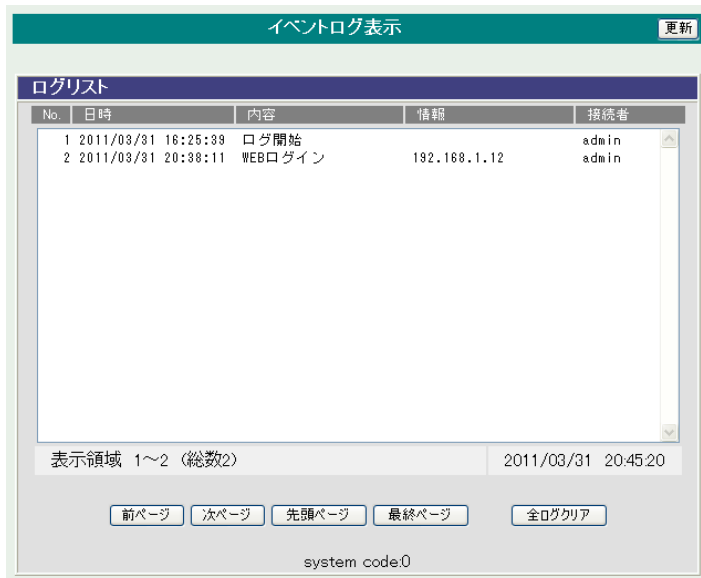 イベントログ表示 更新
ログリスト
No. 日時 内容 情報 接続者
1 2011/03/31 16:25:39 ログ開始 admin
2 2011/03/31 20:38:11 WEBログイン 192.168.1.12 admin
表示領域 1～2 (総数2) 2011/03/31 20:45:20
前ページ 次ページ 先頭ページ 最終ページ 全ログクリア
system code:0